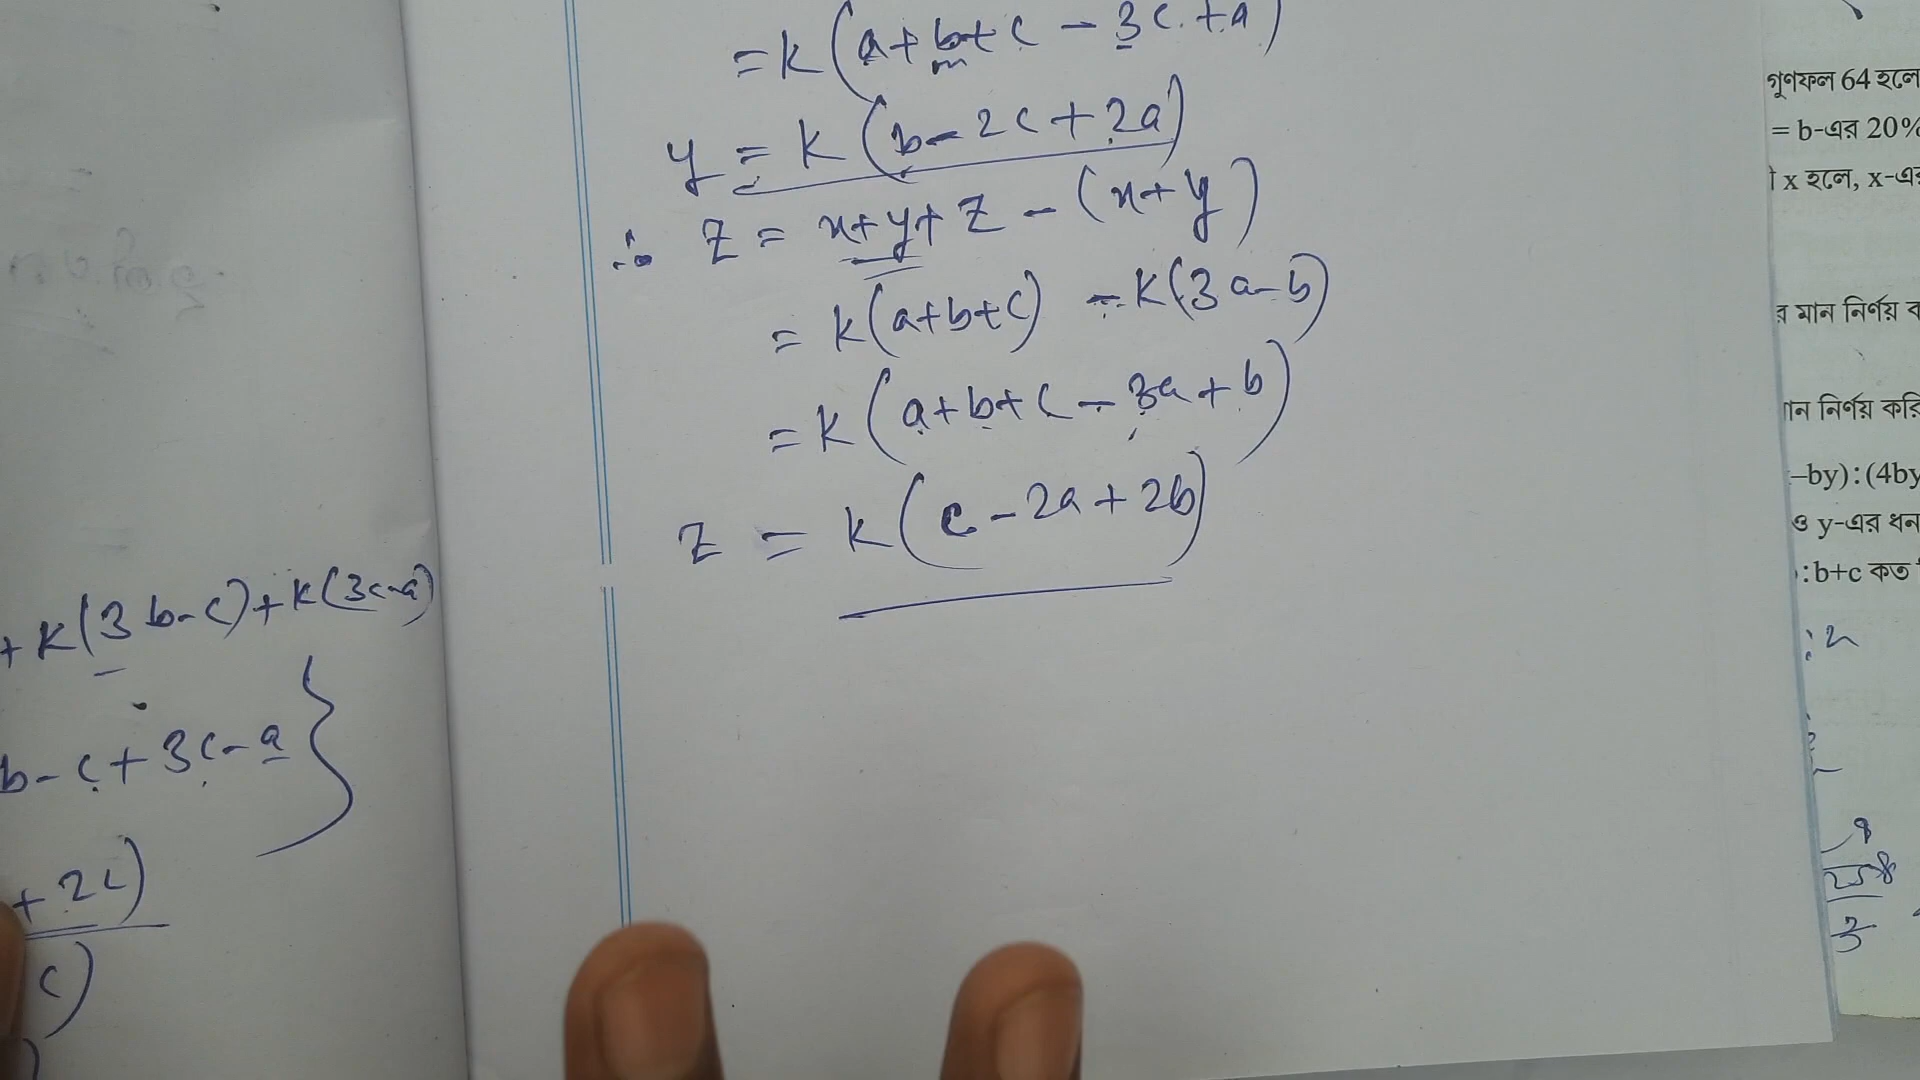 + k(3b-c)+k(3c-a)
b-c+3c-a}
+2c)
c)
=k(a+b+c-3c+a)
y = k(b-2c+2a)
∴ z = x+y+z-(x+y)
= k(a+b+c) - k(3a-b)
= k(a+b+c-3a+b)
z = k(c-2a+2b)
গুণফল 64 হলে
= b-এর 20%
x হলে, x-এর
মান নির্ণয়
নির্ণয় করি
-by):(4by
ও y-এর ধন
:b+c কত